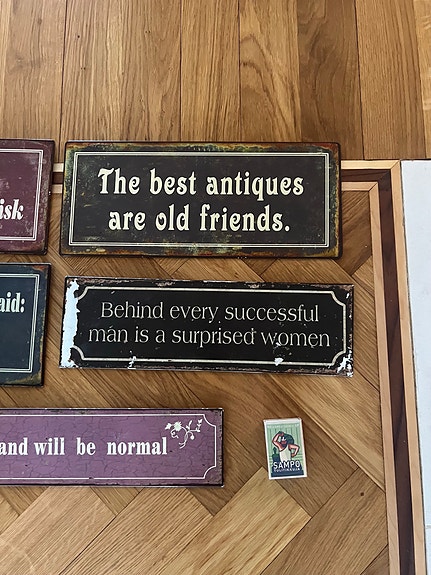 The best antiques
are old friends.
isk
Behind every successful
man is a surprised women
aid:
and will be normal
SAMPO
TULITIKKUJA